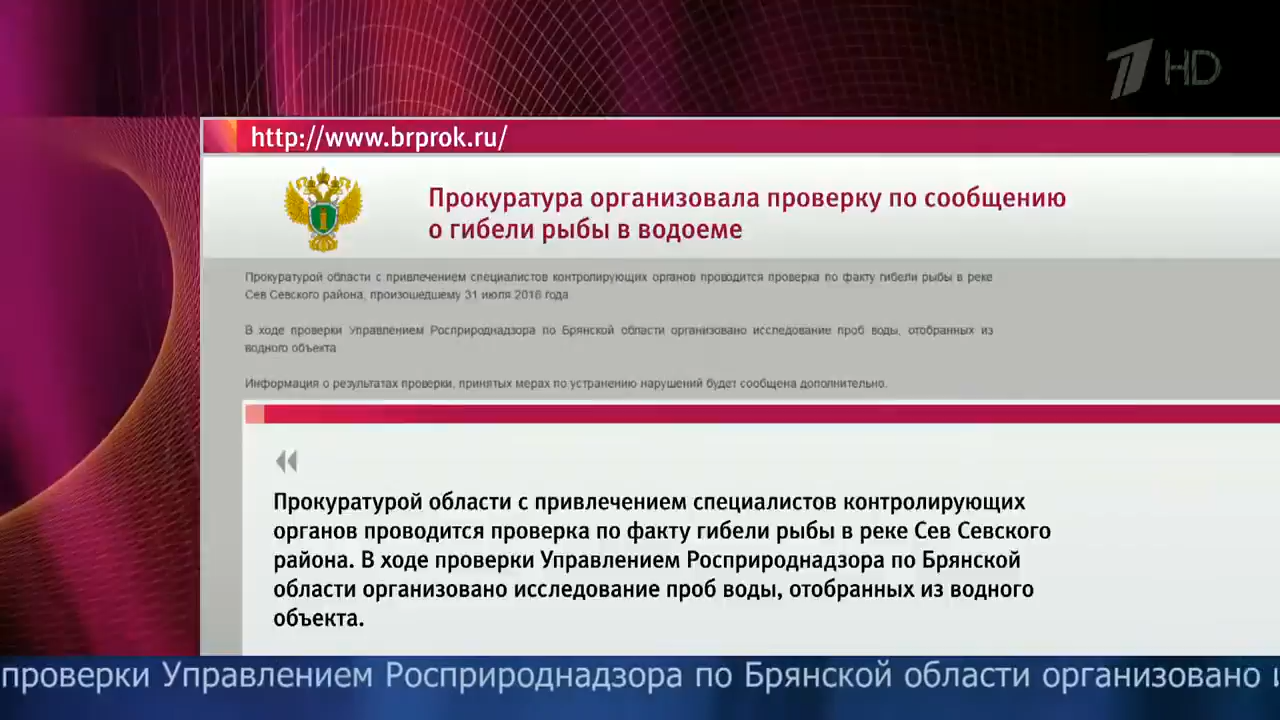 1 HD
http://www.brprok.ru/
Прокуратура организовала проверку по сообщению
о гибели рыбы в водоеме
Прокуратурой области с привлечением специалистов контролирующих органов проводится проверка по факту гибели рыбы в реке
Сев Севского района, произошедшему 31 июля 2016 года
В ходе проверки Управлением Росприроднадзора по Брянской области организовано исследование проб воды, отобранных из
водного объекта
Информация о результатах проверки, принятых мерах по устранению нарушений будет сообщена дополнительно.
Прокуратурой области с привлечением специалистов контролирующих
органов проводится проверка по факту гибели рыбы в реке Сев Севского
района. В ходе проверки Управлением Росприроднадзора по Брянской
области организовано исследование проб воды, отобранных из водного
объекта.
проверки Управлением Росприроднадзора по Брянской области организовано и